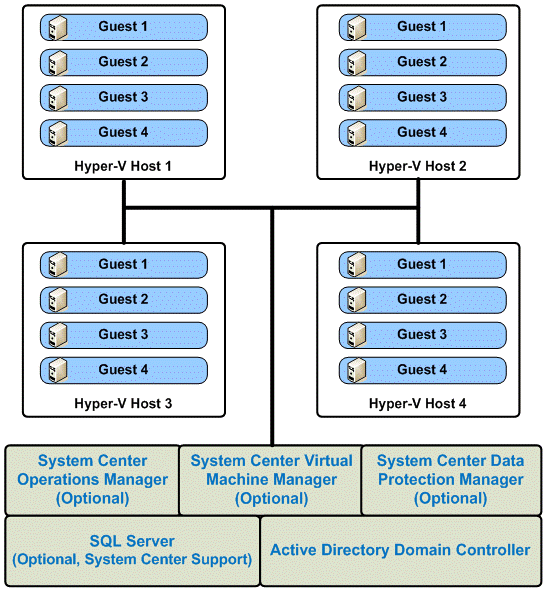 Guest 1
Guest 2
Guest 3
Guest 4
Hyper-V Host 1
Guest 1
Guest 2
Guest 3
Guest 4
Hyper-V Host 2
Guest 1
Guest 2
Guest 3
Guest 4
Hyper-V Host 3
Guest 1
Guest 2
Guest 3
Guest 4
Hyper-V Host 4
System Center
Operations Manager
(Optional)
System Center Virtual
Machine Manager
(Optional)
System Center Data
Protection Manager
(Optional)
SQL Server
(Optional, System Center Support)
Active Directory Domain Controller